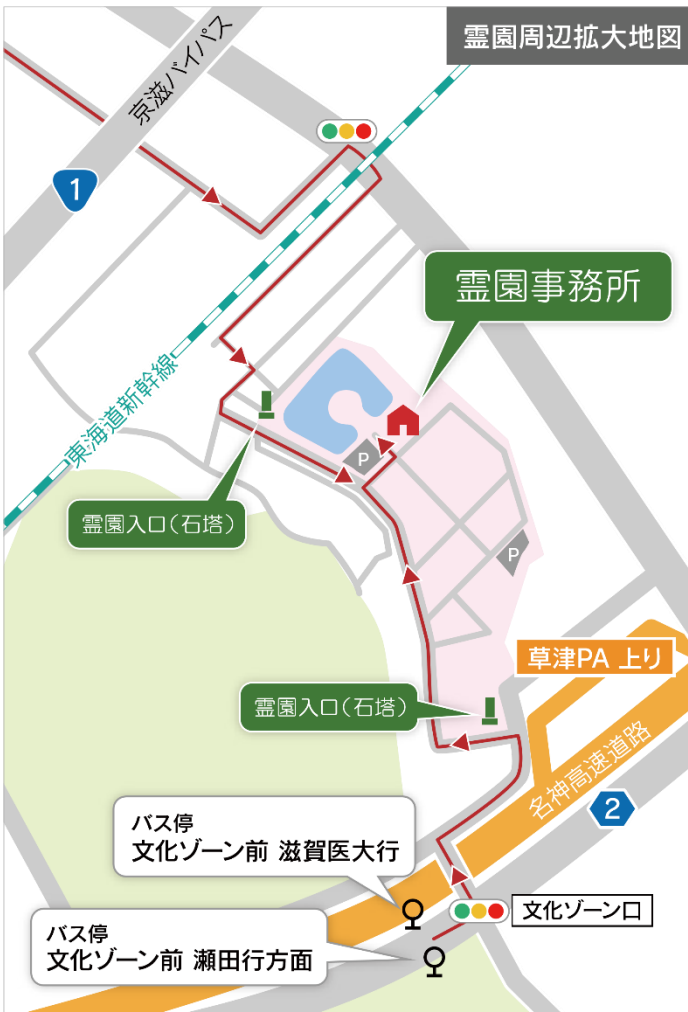 霊園周辺拡大地図
京滋バイパス
1
霊園事務所
東海道新幹線
P
霊園入口(石塔)
P
草津PA 上り
霊園入口(石塔)
名神高速道路
2
バス停
文化ゾーン前 滋賀医大行
文化ゾーン口
バス停
文化ゾーン前 瀬田行方面